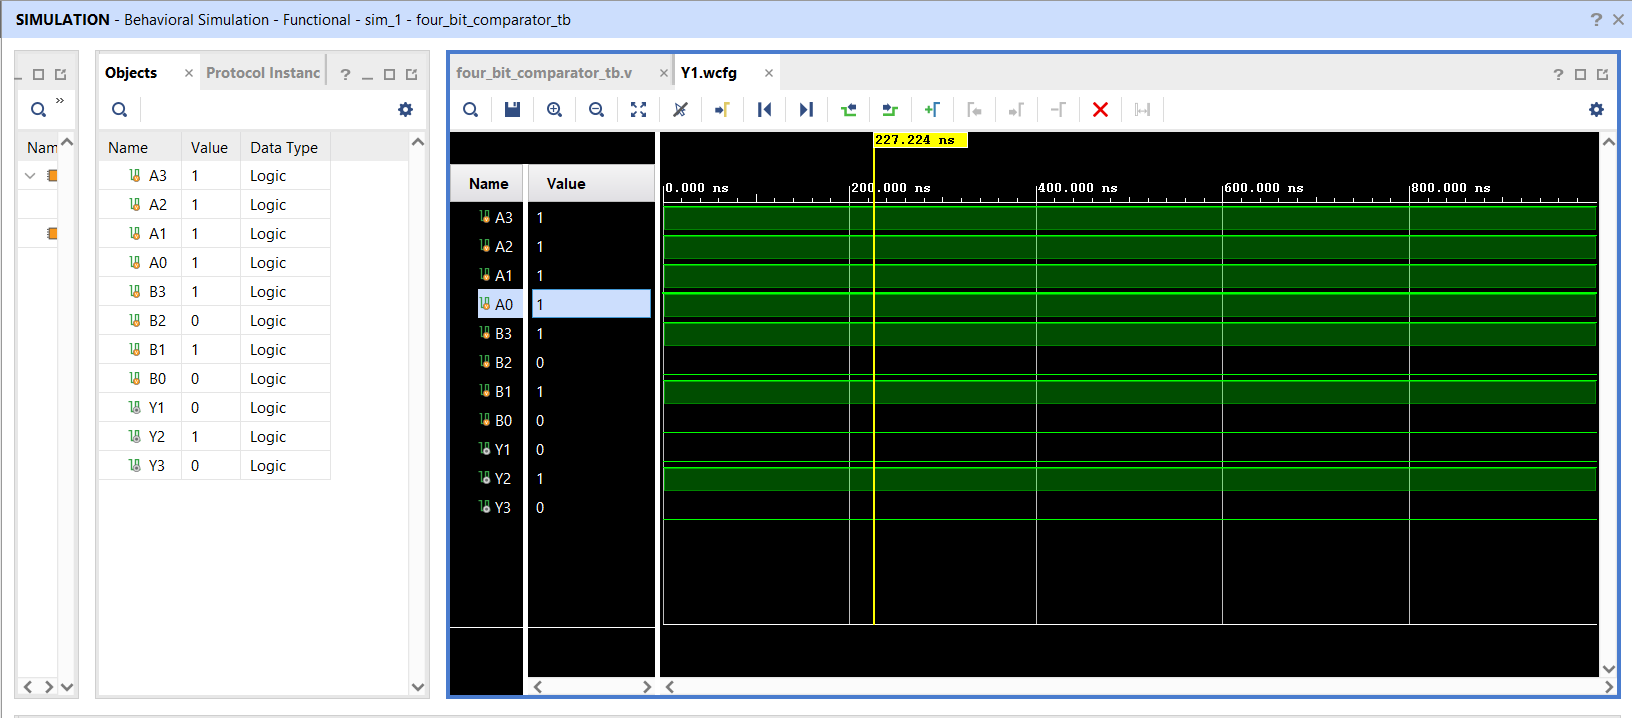 SIMULATION - Behavioral Simulation - Functional - sim_1 - four_bit_comparator_tb
Nam
Objects
Protocol Instanc
Name Value Data Type
A3 1 Logic
A2 1 Logic
A1 1 Logic
A0 1 Logic
B3 1 Logic
B2 0 Logic
B1 1 Logic
B0 0 Logic
Y1 0 Logic
Y2 1 Logic
Y3 0 Logic
four_bit_comparator_tb.v
Y1.wcfg
227.224 ns
Name Value
0.000 ns 200.000 ns 400.000 ns 600.000 ns 800.000 ns
A3 1
A2 1
A1 1
A0 1
B3 1
B2 0
B1 1
B0 0
Y1 0
Y2 1
Y3 0